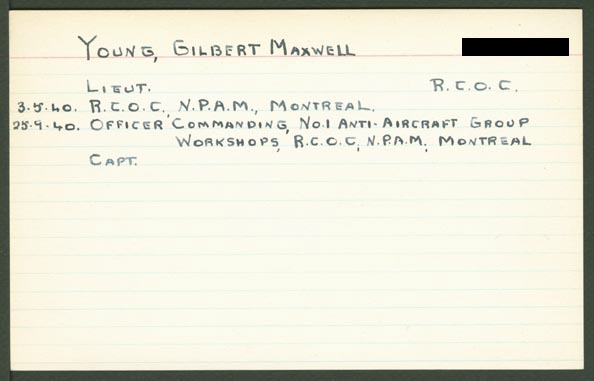 Young, Gilbert Maxwell
Lieut. R.C.O.C.
3.5.40. R.C.O.C. N.P.A.M., Montreal.
25.9.40. Officer Commanding, No.1 Anti-Aircraft Group
Workshops, R.C.O.C, N.P.A.M., Montreal
Capt.